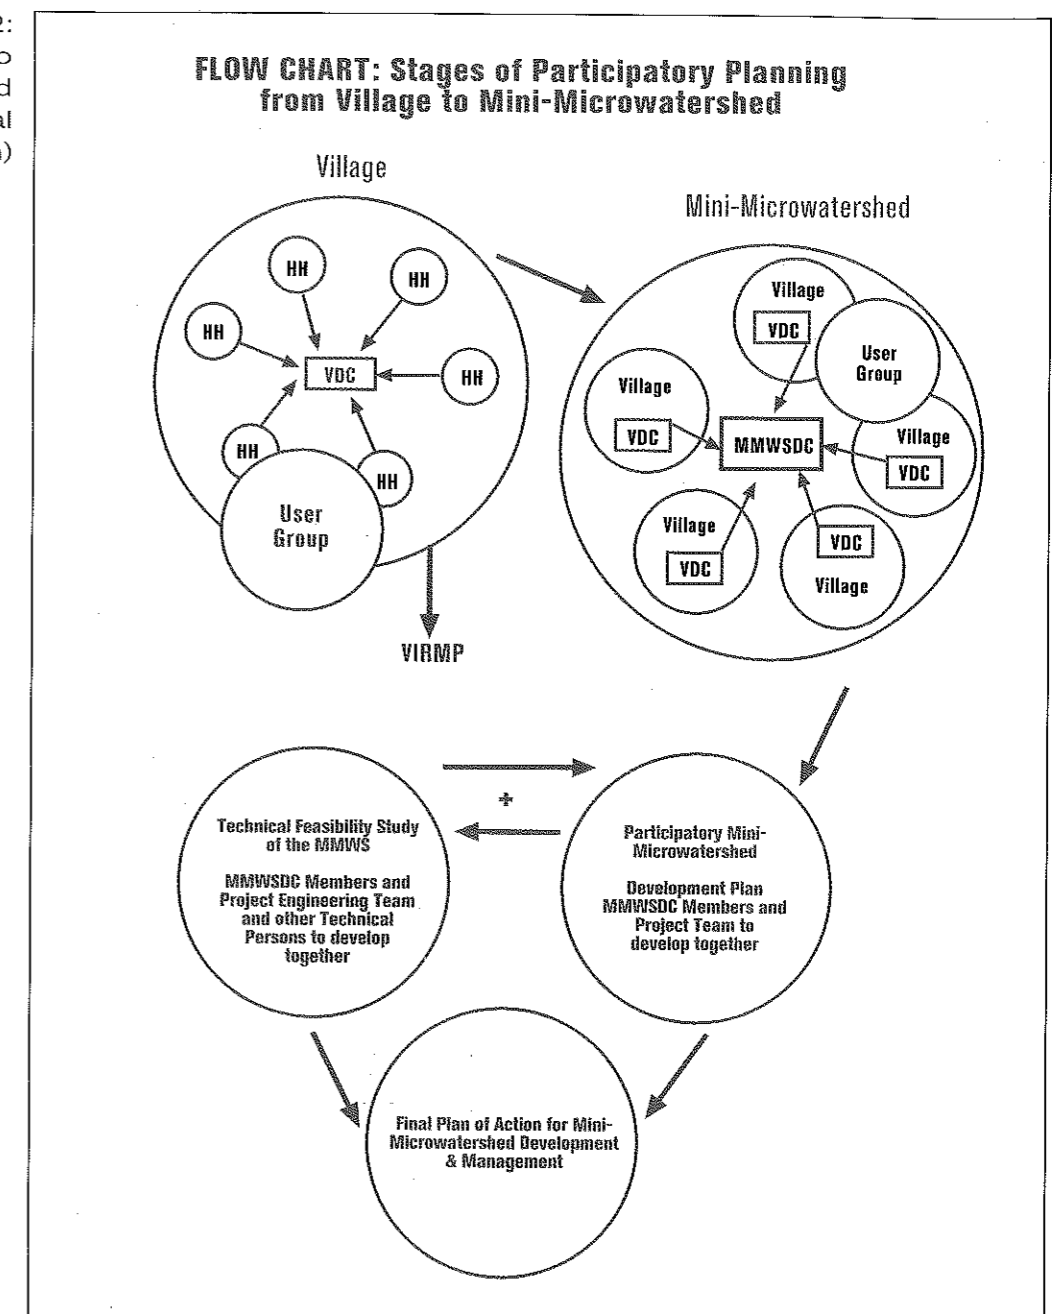 FLOW CHART: Stages of Participatory Planning
from Village to Mini-Microwatershed
Village
HH
HH
HH
VDC
HH
HH
HH
User
Group
VIRMP
Mini-Microwatershed
Village
VDC
User
Group
Village
VDC
MMWSDC
Village
VDC
Village
VDC
VDC
Village
Technical Feasibility Study
of the MMWS
MMWSDC Members and
Project Engineering Team
and other Technical
Persons to develop
together
+
Participatory Mini-
Microwatershed
Development Plan
MMWSDC Members and
Project Team to
develop together
Final Plan of Action for Mini-
Microwatershed Development
& Management